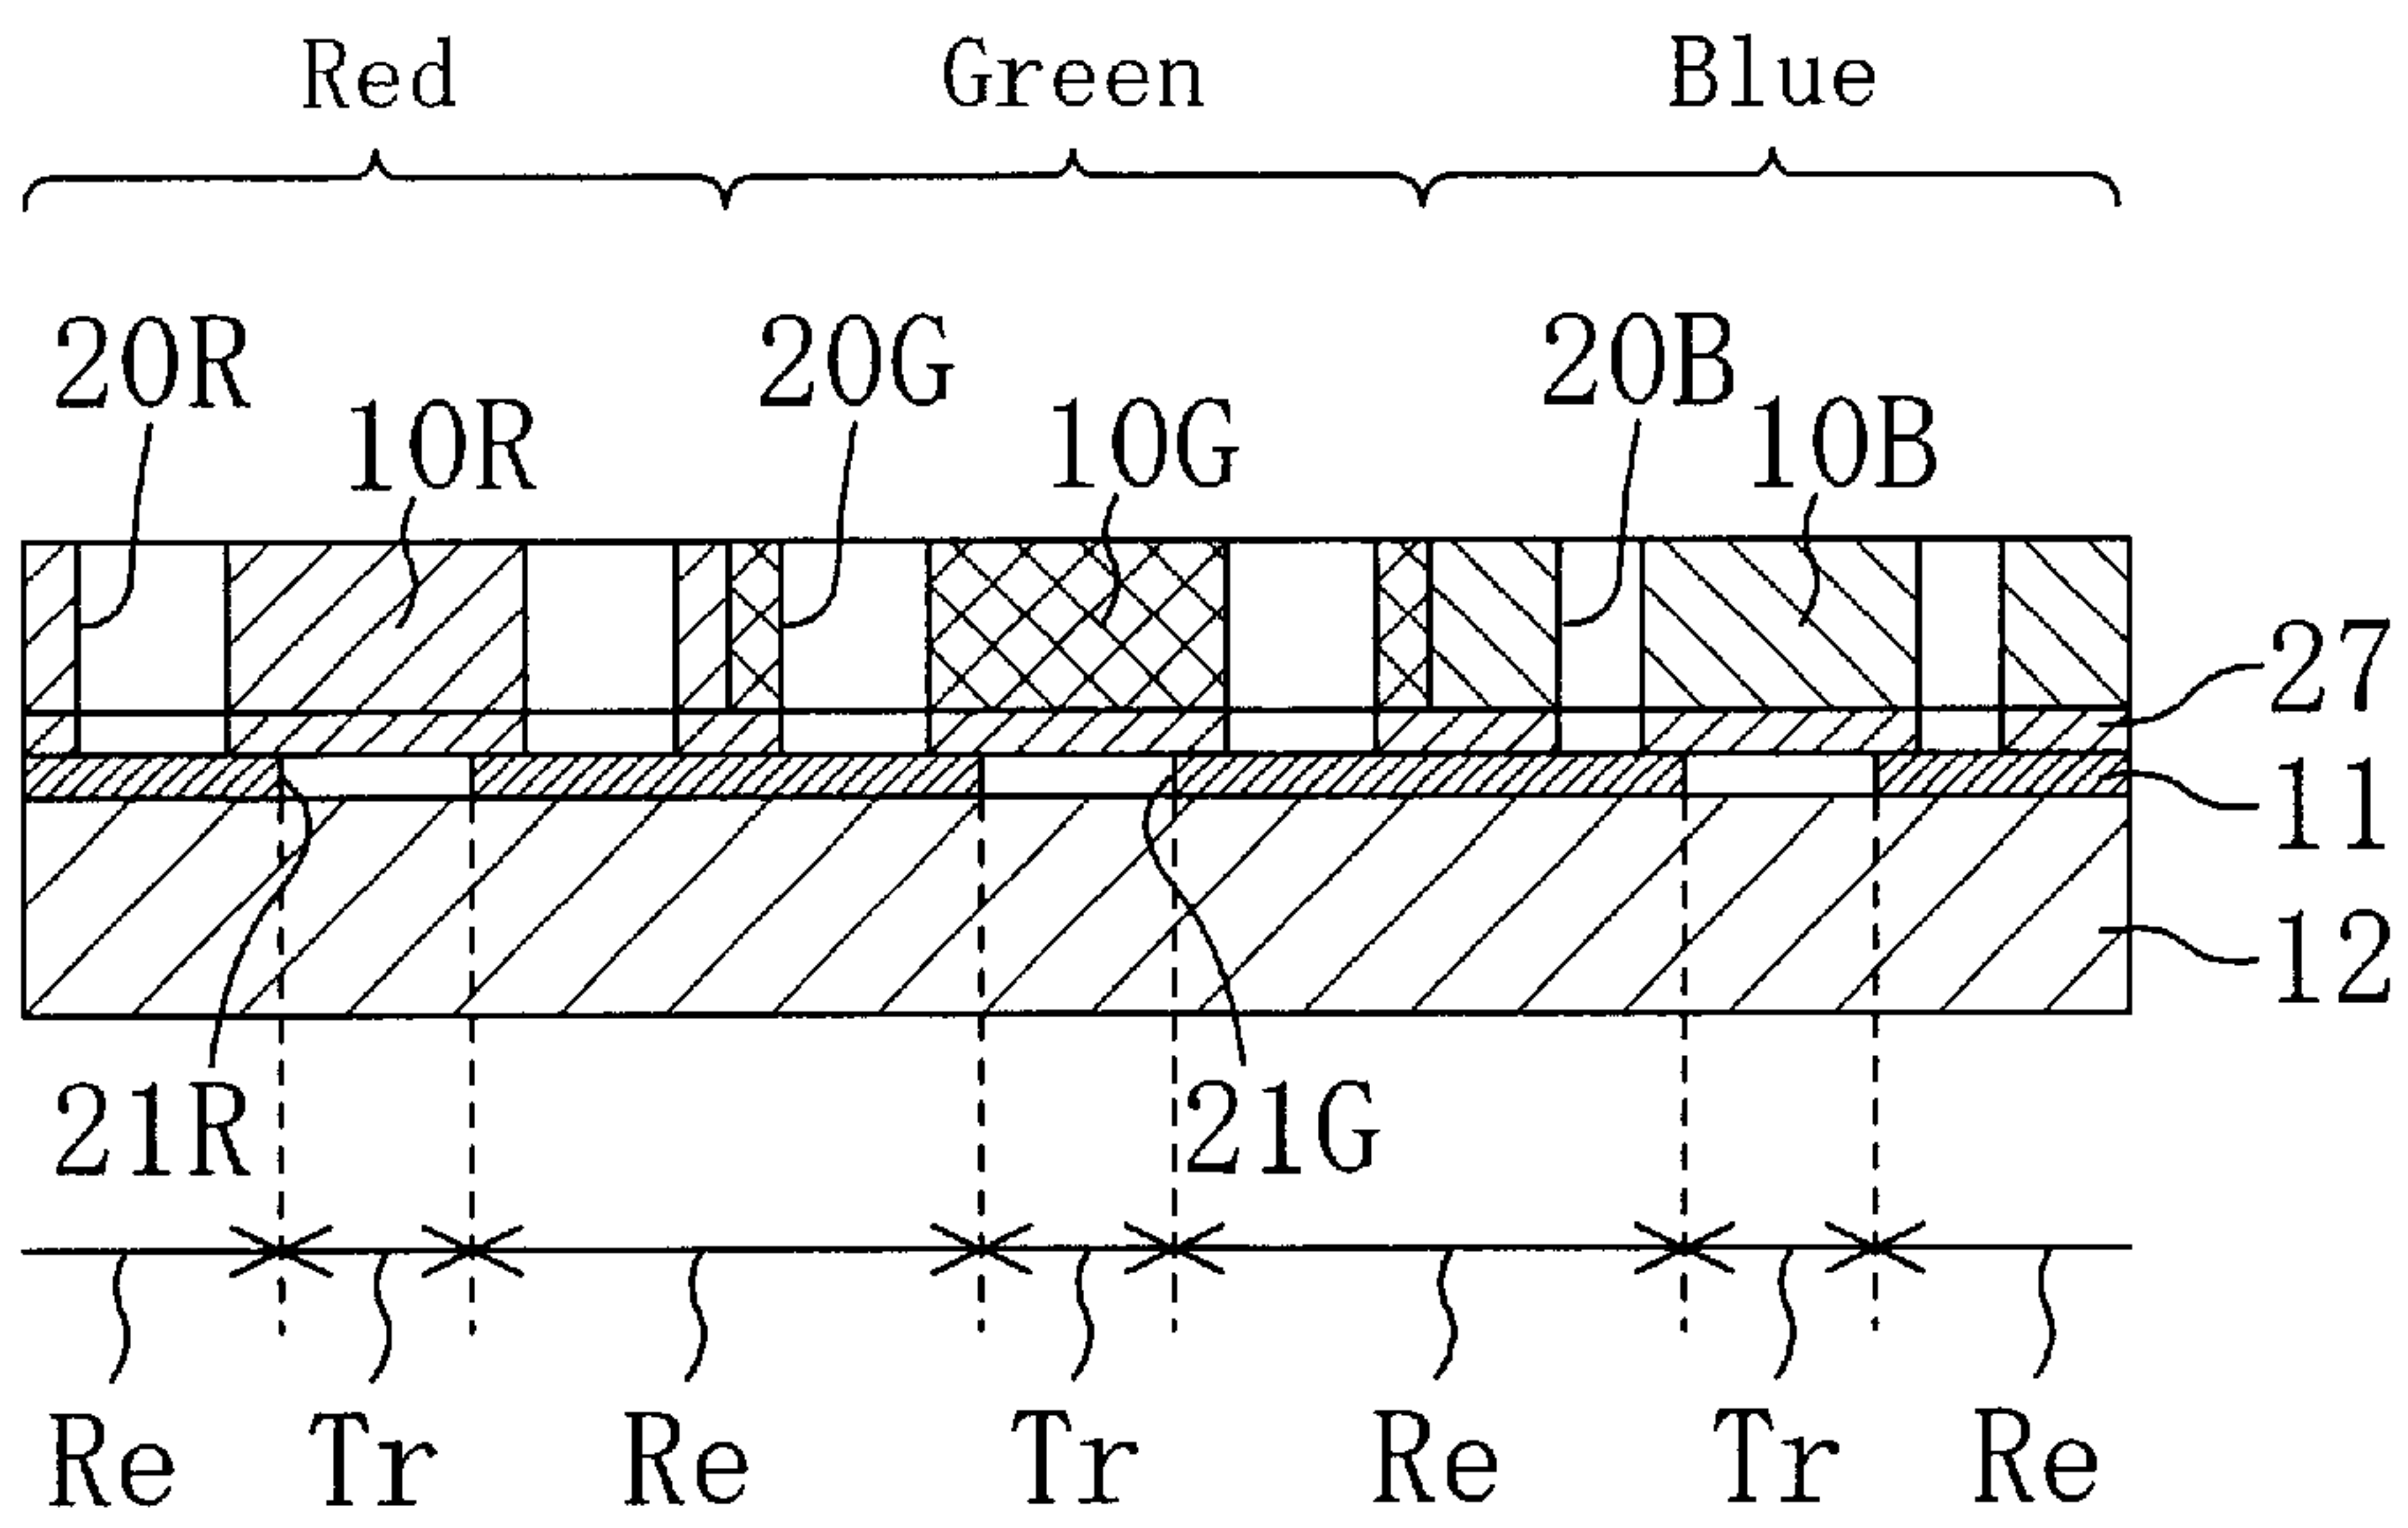 Red Green Blue
20R 20G 20B
10R 10G 10B
27
11
12
21R 21G
Re Tr Re Tr Re Tr Re